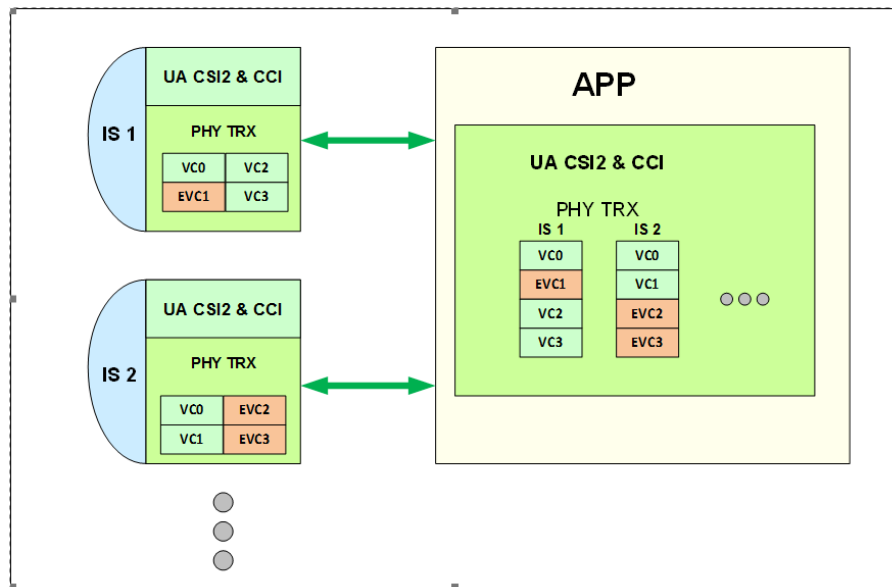 UA CSI2 & CCI
IS 1
PHY TRX
VC0 VC2
EVC1 VC3
UA CSI2 & CCI
IS 2
PHY TRX
VC0 EVC2
VC1 EVC3
APP
UA CSI2 & CCI
PHY TRX
IS 1 IS 2
VC0 VC0
EVC1 VC1
VC2 EVC2
VC3 EVC3